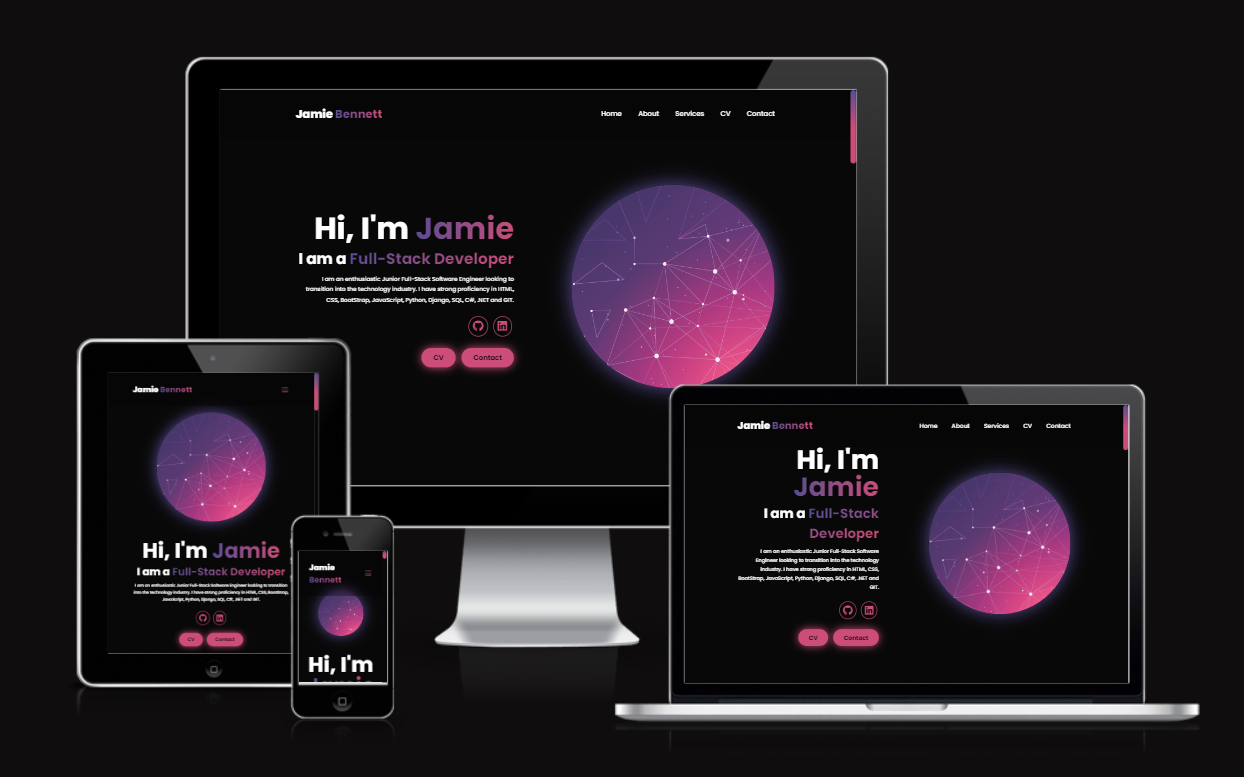 Jamie Bennett
Home About Services CV Contact
Hi, I'm Jamie
I am a Full-Stack Developer
I am an enthusiastic Junior Full-Stack Software Engineer looking to
transition into the technology industry. I have strong proficiency in HTML,
CSS, BootStrap, JavaScript, Python, Django, SQL, C#, .NET and GIT.
CV Contact
Jamie Bennett
Hi, I'm Jamie
I am a Full-Stack Developer
I am an enthusiastic Junior Full-Stack Software Engineer looking to transition
into the technology industry. I have strong proficiency in HTML, CSS, BootStrap,
JavaScript, Python, Django, SQL, C#, .NET and GIT.
CV Contact
Jamie
Bennett
Hi, I'm
Jamie Bennett
Home About Services CV Contact
Hi, I'm
Jamie
I am a Full-Stack
Developer
I am an enthusiastic Junior Full-Stack Software
Engineer looking to transition into the technology
industry. I have strong proficiency in HTML, CSS,
BootStrap, JavaScript, Python, Django, SQL, C#, .NET and
GIT.
CV Contact